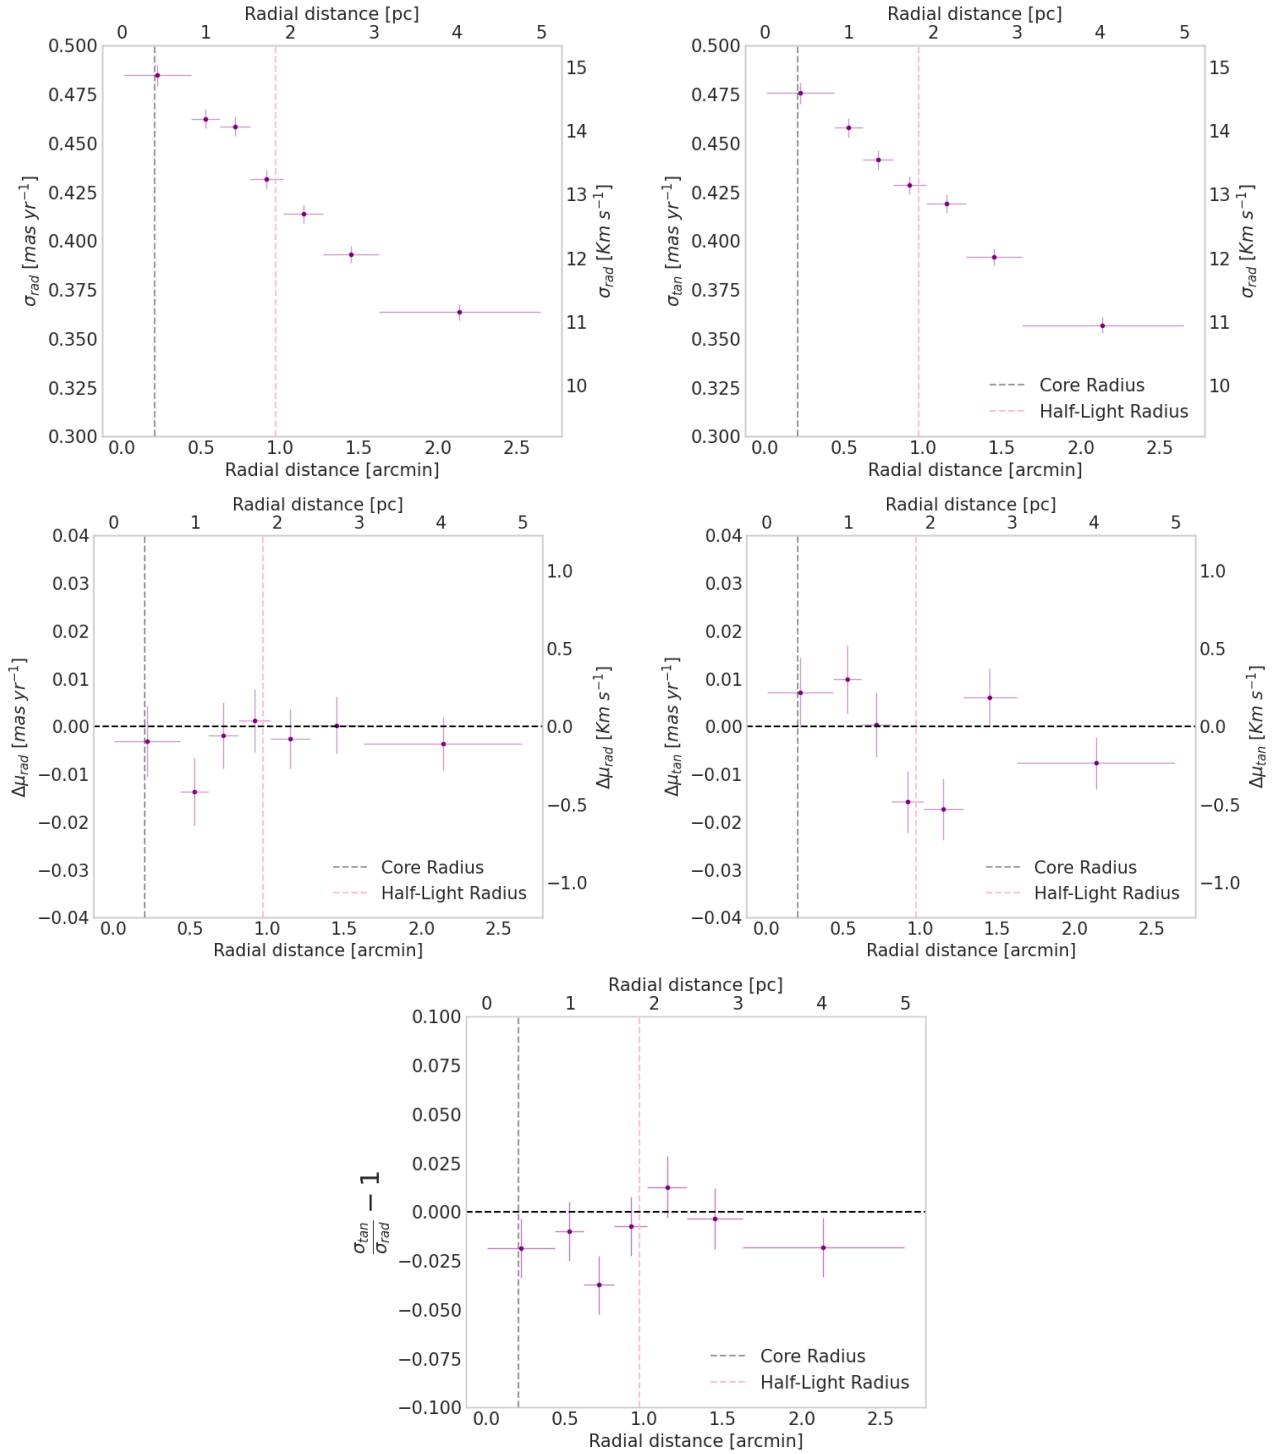 Radial distance [pc]
0 1 2 3 4 5
0.500
0.475
0.450
0.425
0.400
0.375
0.350
0.325
0.300
σ_rad [mas yr⁻¹]
15
14
13
12
11
10
σ_rad [Km s⁻¹]
0.0 0.5 1.0 1.5 2.0 2.5
Radial distance [arcmin]
Radial distance [pc]
0 1 2 3 4 5
0.500
0.475
0.450
0.425
0.400
0.375
0.350
0.325
0.300
σ_tan [mas yr⁻¹]
15
14
13
12
11
10
σ_rad [Km s⁻¹]
Core Radius
Half-Light Radius
0.0 0.5 1.0 1.5 2.0 2.5
Radial distance [arcmin]
Radial distance [pc]
0 1 2 3 4 5
0.04
0.03
0.02
0.01
0.00
−0.01
−0.02
−0.03
−0.04
Δμ_rad [mas yr⁻¹]
1.0
0.5
0.0
−0.5
−1.0
Δμ_rad [Km s⁻¹]
Core Radius
Half-Light Radius
0.0 0.5 1.0 1.5 2.0 2.5
Radial distance [arcmin]
Radial distance [pc]
0 1 2 3 4 5
0.04
0.03
0.02
0.01
0.00
−0.01
−0.02
−0.03
−0.04
Δμ_tan [mas yr⁻¹]
1.0
0.5
0.0
−0.5
−1.0
Δμ_tan [Km s⁻¹]
Core Radius
Half-Light Radius
0.0 0.5 1.0 1.5 2.0 2.5
Radial distance [arcmin]
Radial distance [pc]
0 1 2 3 4 5
0.100
0.075
0.050
0.025
0.000
−0.025
−0.050
−0.075
−0.100
σ_tan/σ_rad − 1
Core Radius
Half-Light Radius
0.0 0.5 1.0 1.5 2.0 2.5
Radial distance [arcmin]